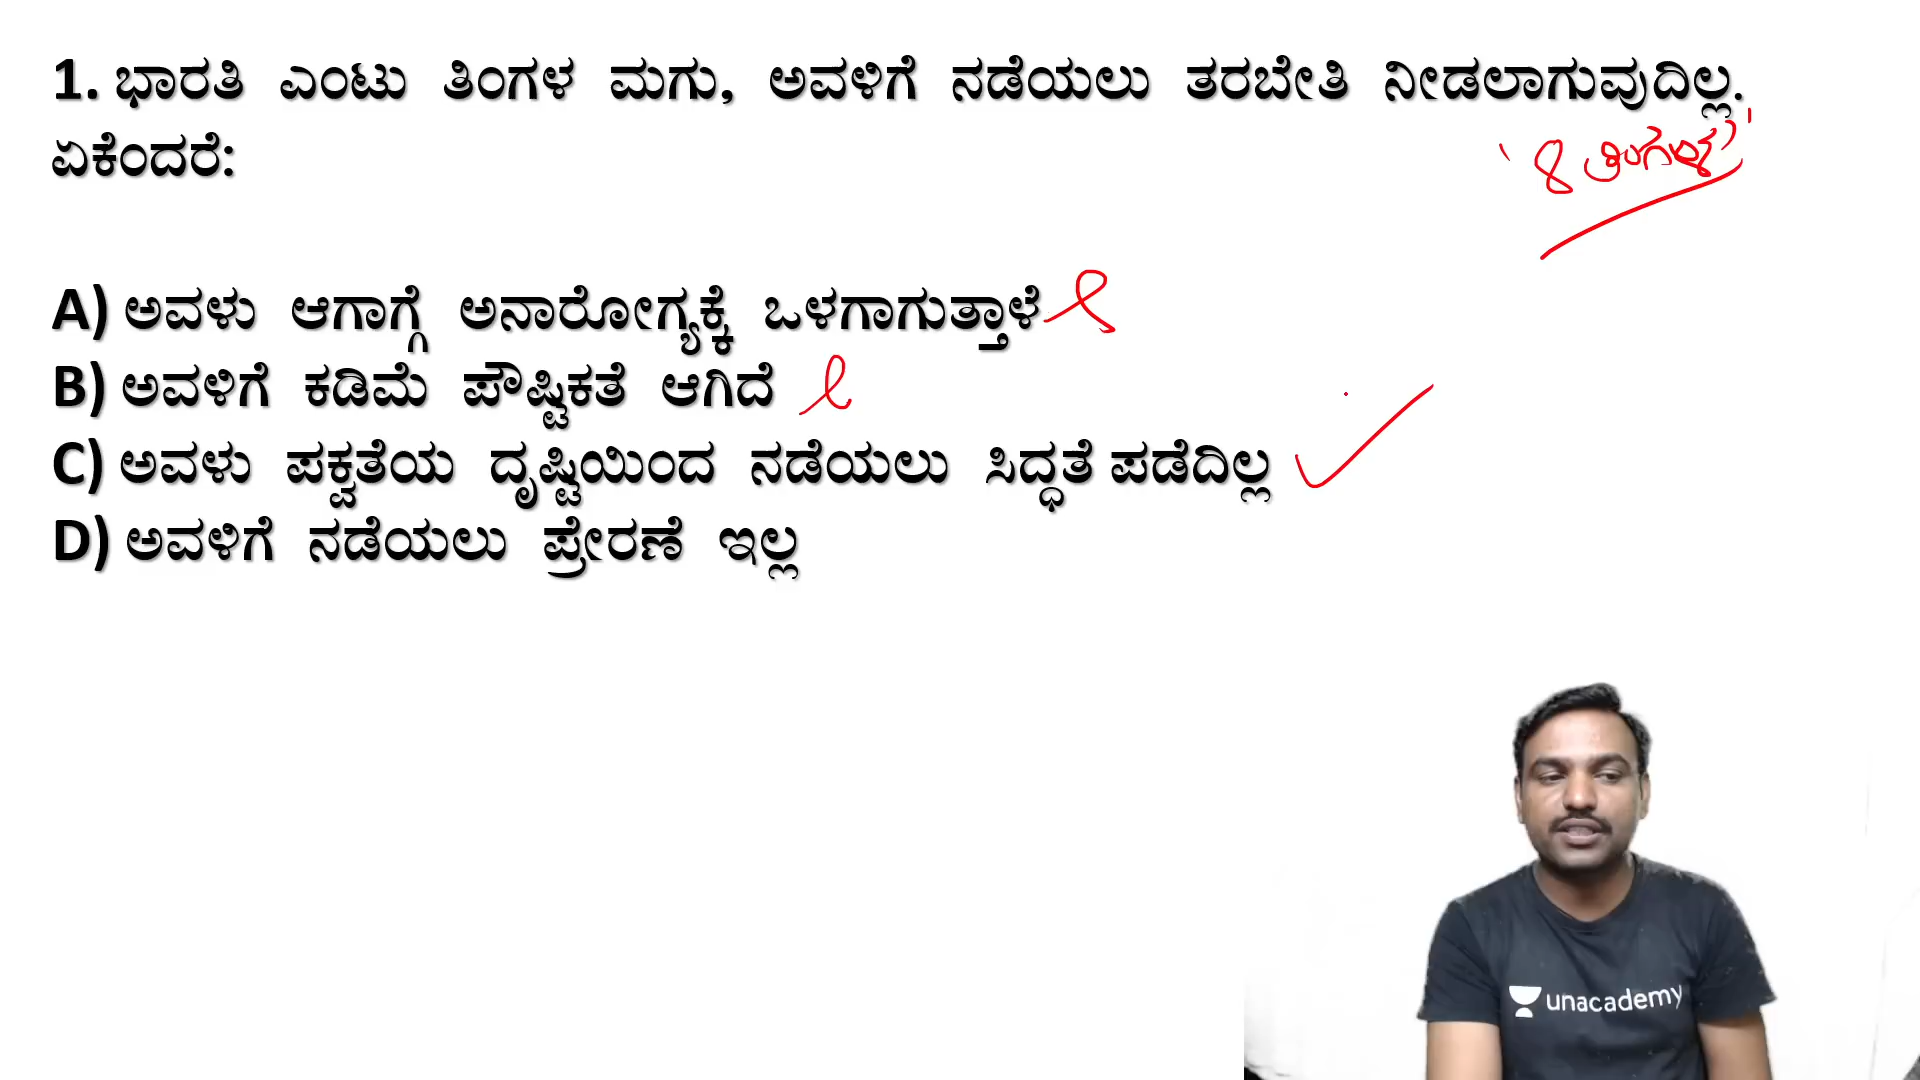 1. ಭಾರತಿ ಎಂಟು ತಿಂಗಳ ಮಗು, ಅವಳಿಗೆ ನಡೆಯಲು ತರಬೇತಿ ನೀಡಲಾಗುವುದಿಲ್ಲ.
ಏಕೆಂದರೆ:
'8 ತಿಂಗಳು'
A) ಅವಳು ಆಗಾಗ್ಗೆ ಅನಾರೋಗ್ಯಕ್ಕೆ ಒಳಗಾಗುತ್ತಾಳೆ
B) ಅವಳಿಗೆ ಕಡಿಮೆ ಪೌಷ್ಟಿಕತೆ ಆಗಿದೆ
C) ಅವಳು ಪಕ್ವತೆಯ ದೃಷ್ಟಿಯಿಂದ ನಡೆಯಲು ಸಿದ್ಧತೆ ಪಡೆದಿಲ್ಲ
D) ಅವಳಿಗೆ ನಡೆಯಲು ಪ್ರೇರಣೆ ಇಲ್ಲ
unacademy